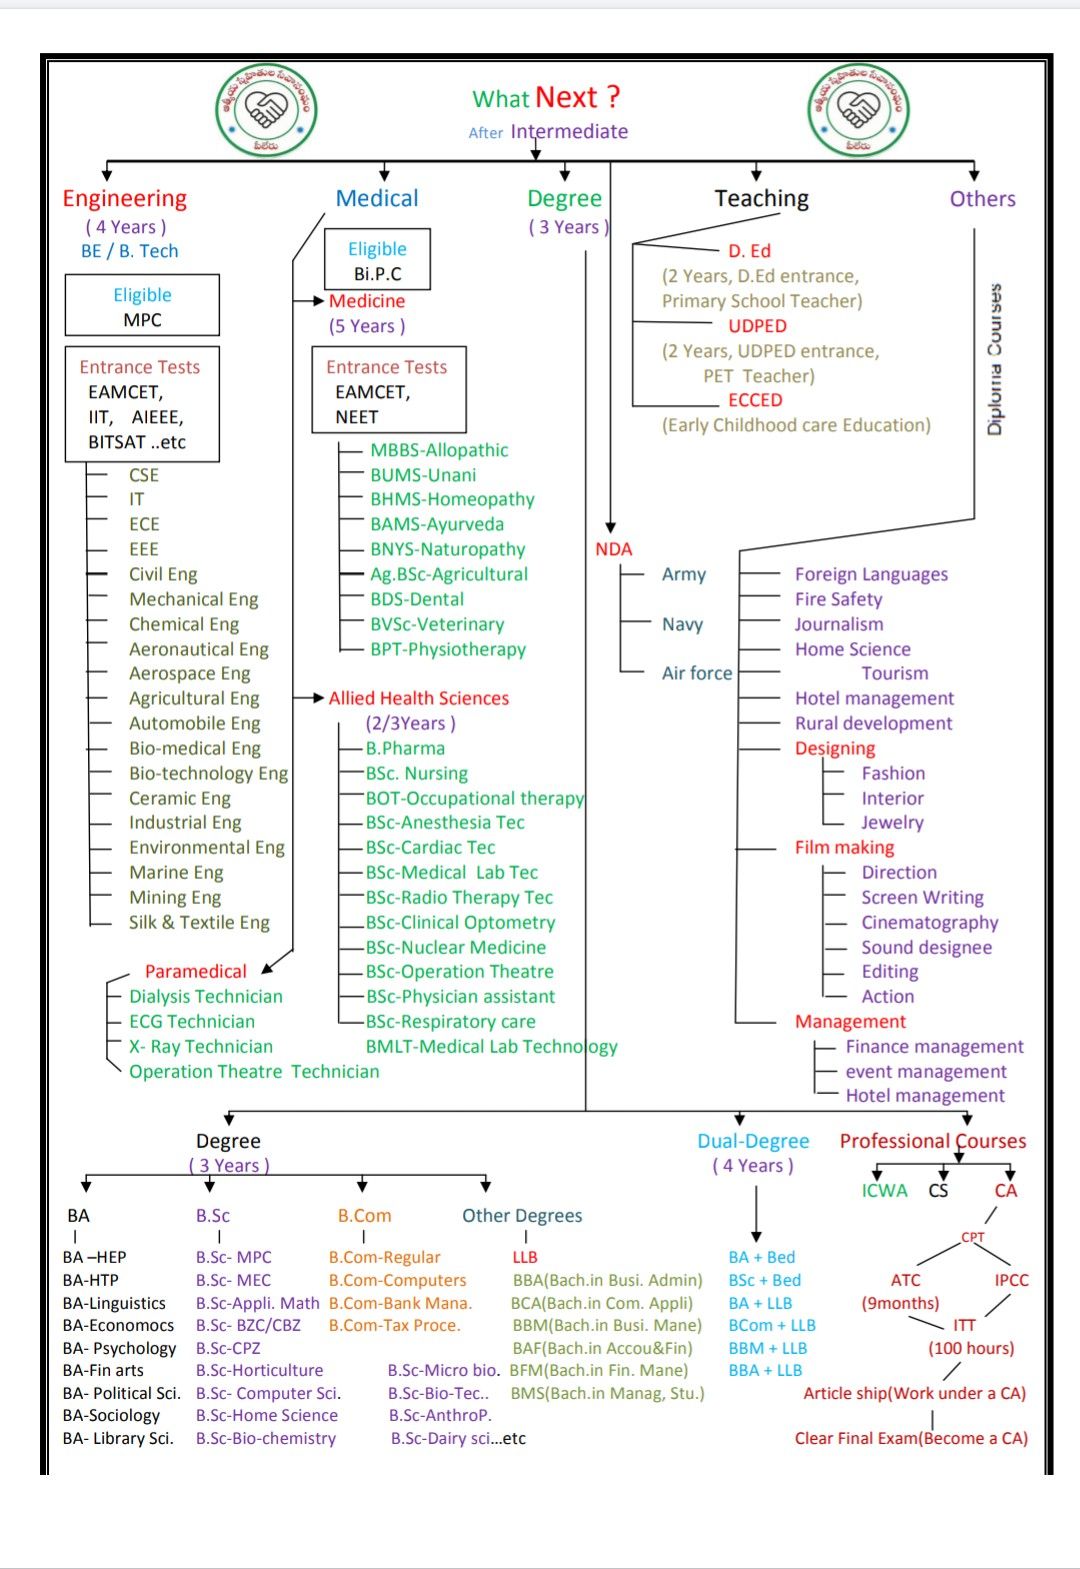 ఆత్మీయ స్నేహితుల సేవాసంఘం
పీలేరు
What Next ?
After Intermediate
ఆత్మీయ స్నేహితుల సేవాసంఘం
పీలేరు
Engineering
( 4 Years )
BE / B. Tech
Eligible
MPC
Entrance Tests
EAMCET,
IIT, AIEEE,
BITSAT ..etc
CSE
IT
ECE
EEE
Civil Eng
Mechanical Eng
Chemical Eng
Aeronautical Eng
Aerospace Eng
Agricultural Eng
Automobile Eng
Bio-medical Eng
Bio-technology Eng
Ceramic Eng
Industrial Eng
Environmental Eng
Marine Eng
Mining Eng
Silk & Textile Eng
Medical
Eligible
Bi.P.C
Medicine
(5 Years )
Entrance Tests
EAMCET,
NEET
MBBS-Allopathic
BUMS-Unani
BHMS-Homeopathy
BAMS-Ayurveda
BNYS-Naturopathy
Ag.BSc-Agricultural
BDS-Dental
BVSc-Veterinary
BPT-Physiotherapy
Allied Health Sciences
(2/3Years )
B.Pharma
BSc. Nursing
BOT-Occupational therapy
BSc-Anesthesia Tec
BSc-Cardiac Tec
BSc-Medical Lab Tec
BSc-Radio Therapy Tec
BSc-Clinical Optometry
BSc-Nuclear Medicine
BSc-Operation Theatre
BSc-Physician assistant
BSc-Respiratory care
BMLT-Medical Lab Technology
Paramedical
Dialysis Technician
ECG Technician
X- Ray Technician
Operation Theatre Technician
Degree
( 3 Years )
Teaching
D. Ed
(2 Years, D.Ed entrance,
Primary School Teacher)
UDPED
(2 Years, UDPED entrance,
PET Teacher)
ECCED
(Early Childhood care Education)
NDA
Army
Navy
Air force
Others
Diploma Courses
Foreign Languages
Fire Safety
Journalism
Home Science
Tourism
Hotel management
Rural development
Designing
Fashion
Interior
Jewelry
Film making
Direction
Screen Writing
Cinematography
Sound designee
Editing
Action
Management
Finance management
event management
Hotel management
Degree
( 3 Years )
BA
BA –HEP
BA-HTP
BA-Linguistics
BA-Economocs
BA- Psychology
BA-Fin arts
BA- Political Sci.
BA-Sociology
BA- Library Sci.
B.Sc
B.Sc- MPC
B.Sc- MEC
B.Sc-Appli. Math
B.Sc- BZC/CBZ
B.Sc-CPZ
B.Sc-Horticulture
B.Sc- Computer Sci.
B.Sc-Home Science
B.Sc-Bio-chemistry
B.Sc-Micro bio.
B.Sc-Bio-Tec..
B.Sc-AnthroP.
B.Sc-Dairy sci...etc
B.Com
B.Com-Regular
B.Com-Computers
B.Com-Bank Mana.
B.Com-Tax Proce.
Other Degrees
LLB
BBA(Bach.in Busi. Admin)
BCA(Bach.in Com. Appli)
BBM(Bach.in Busi. Mane)
BAF(Bach.in Accou&Fin)
BFM(Bach.in Fin. Mane)
BMS(Bach.in Manag, Stu.)
Dual-Degree
( 4 Years )
BA + Bed
BSc + Bed
BA + LLB
BCom + LLB
BBM + LLB
BBA + LLB
Professional Courses
ICWA CS CA
CPT
ATC IPCC
(9months)
ITT
(100 hours)
Article ship(Work under a CA)
Clear Final Exam(Become a CA)